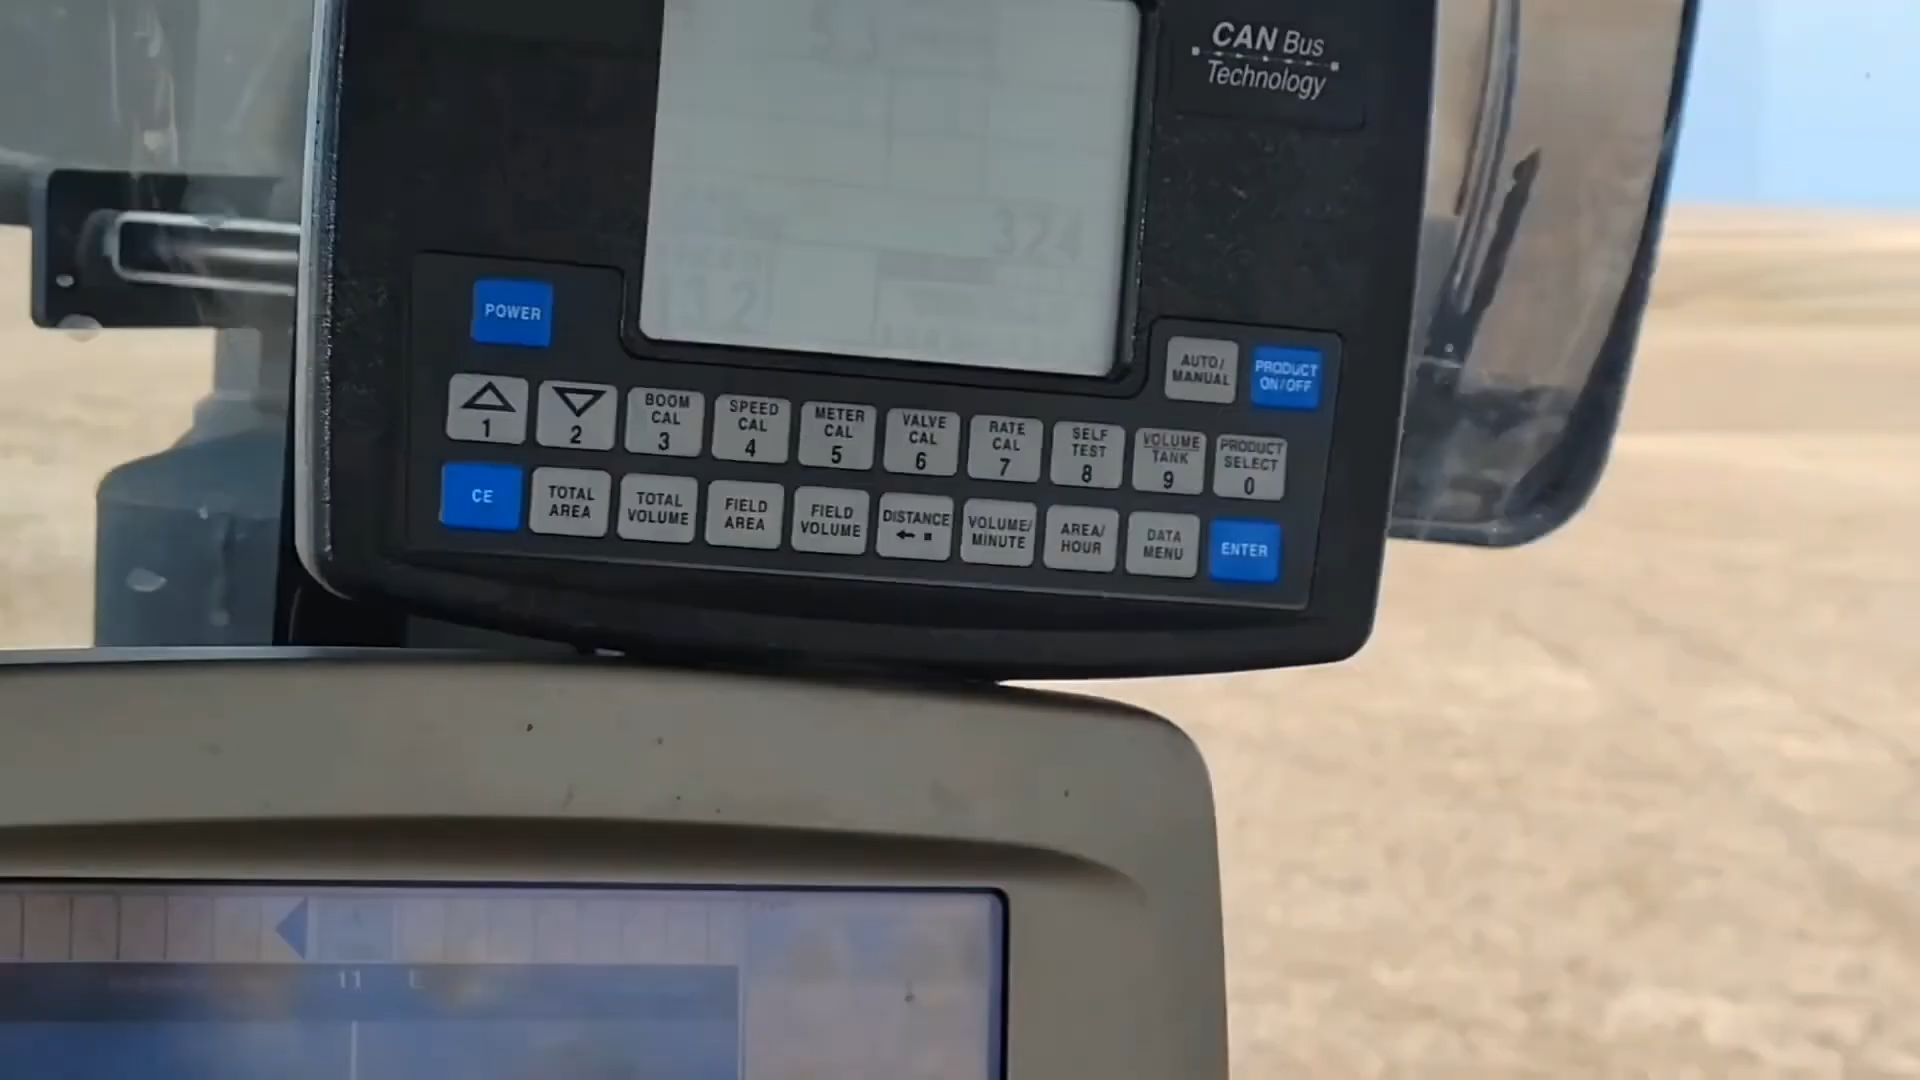 CAN Bus
Technology
324
13.2
POWER
AUTO/
MANUAL
PRODUCT
ON/OFF
1
2
BOOM
CAL
3
SPEED
CAL
4
METER
CAL
5
VALVE
CAL
6
RATE
CAL
7
SELF
TEST
8
VOLUME
TANK
9
PRODUCT
SELECT
0
CE
TOTAL
AREA
TOTAL
VOLUME
FIELD
AREA
FIELD
VOLUME
DISTANCE
VOLUME/
MINUTE
AREA/
HOUR
DATA
MENU
ENTER
11